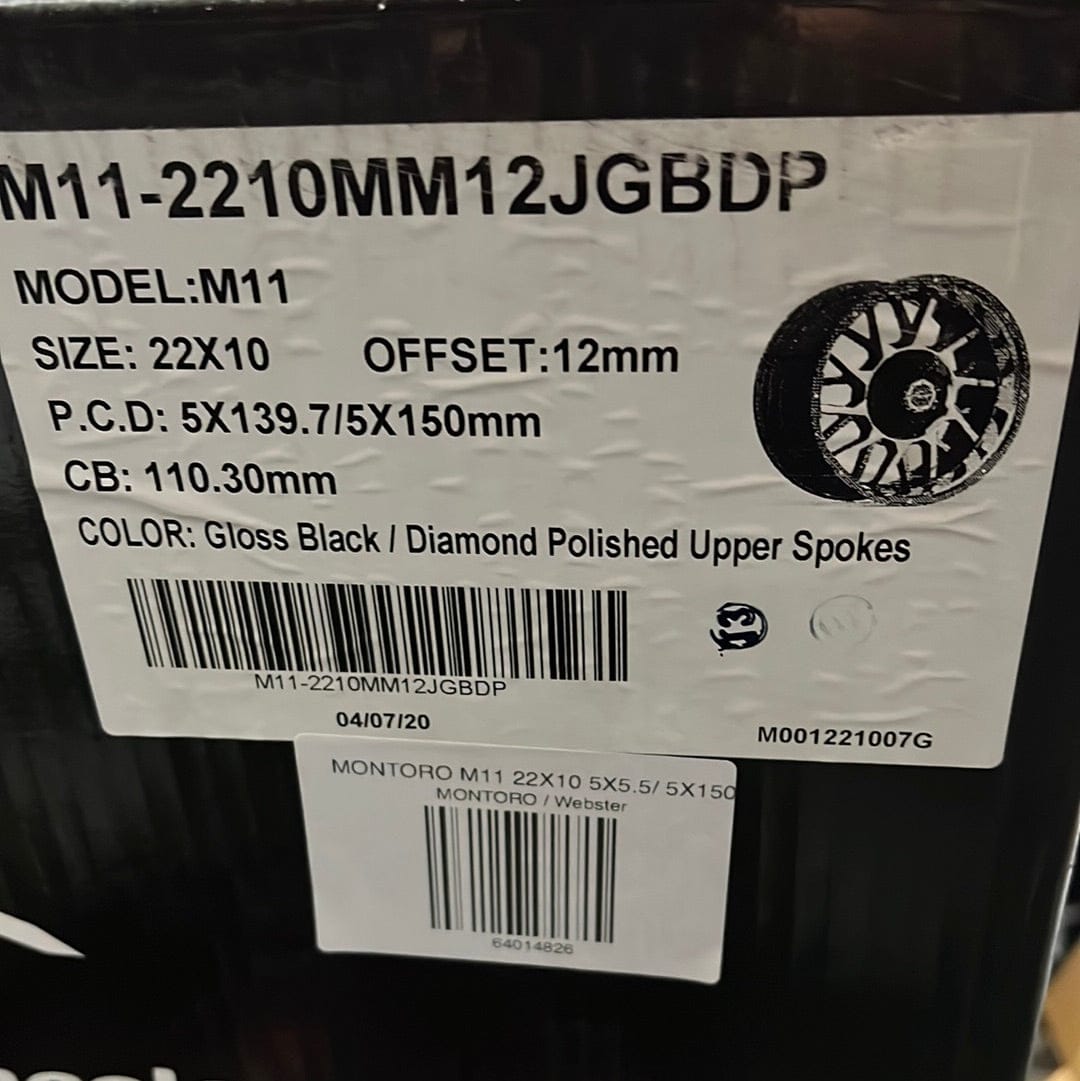 M11-2210MM12JGBDP
MODEL:M11
SIZE: 22X10 OFFSET:12mm
P.C.D: 5X139.7/5X150mm
CB: 110.30mm
COLOR: Gloss Black / Diamond Polished Upper Spokes
M11-2210MM12JGBDP
04/07/20
M001221007G
MONTORO M11 22X10 5X5.5/ 5X150
MONTORO / Webster
64014826